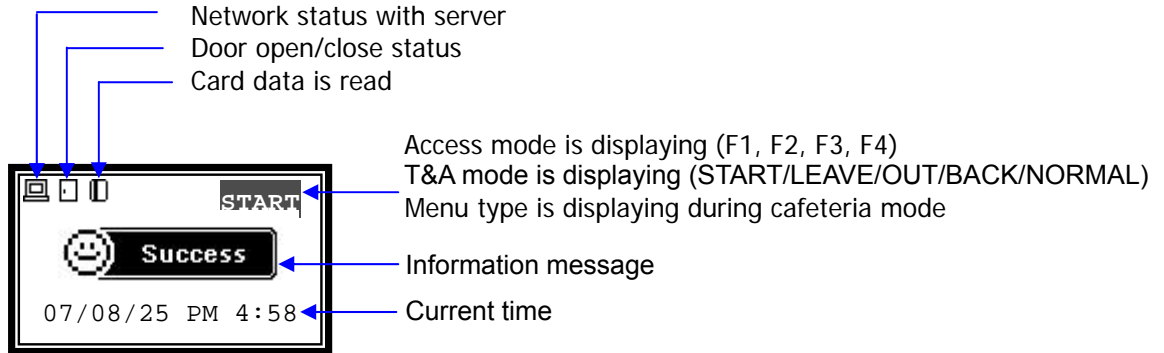 Network status with server
Door open/close status
Card data is read
Access mode is displaying (F1, F2, F3, F4)
T&A mode is displaying (START/LEAVE/OUT/BACK/NORMAL)
START
Menu type is displaying during cafeteria mode
Success
Information message
07/08/25 PM 4:58
Current time